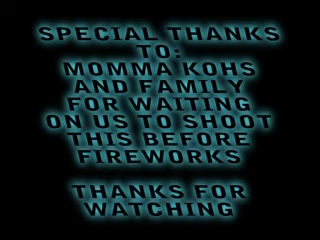 SPECIAL THANKS
TO:
MOMMA KOHS
AND FAMILY
FOR WAITING
ON US TO SHOOT
THIS BEFORE
FIREWORKS
THANKS FOR
WATCHING